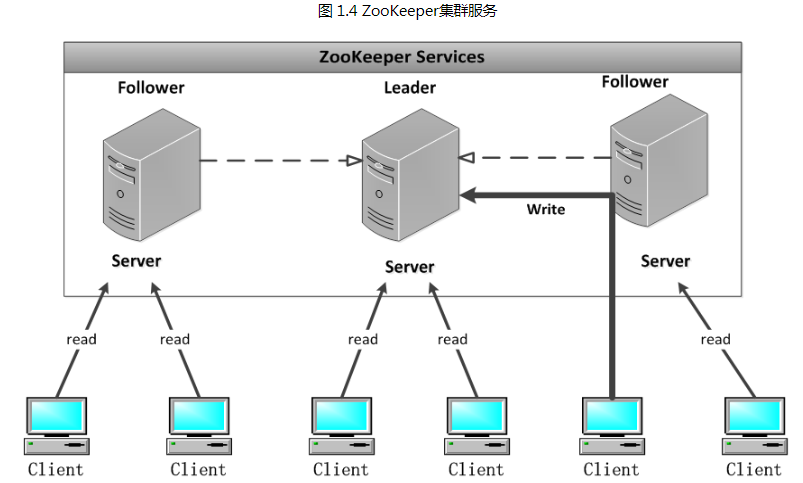 图 1.4 ZooKeeper集群服务
ZooKeeper Services
Follower
Leader
Follower
Write
Server
Server
Server
read
read
read
read
read
Client
Client
Client
Client
Client
Client